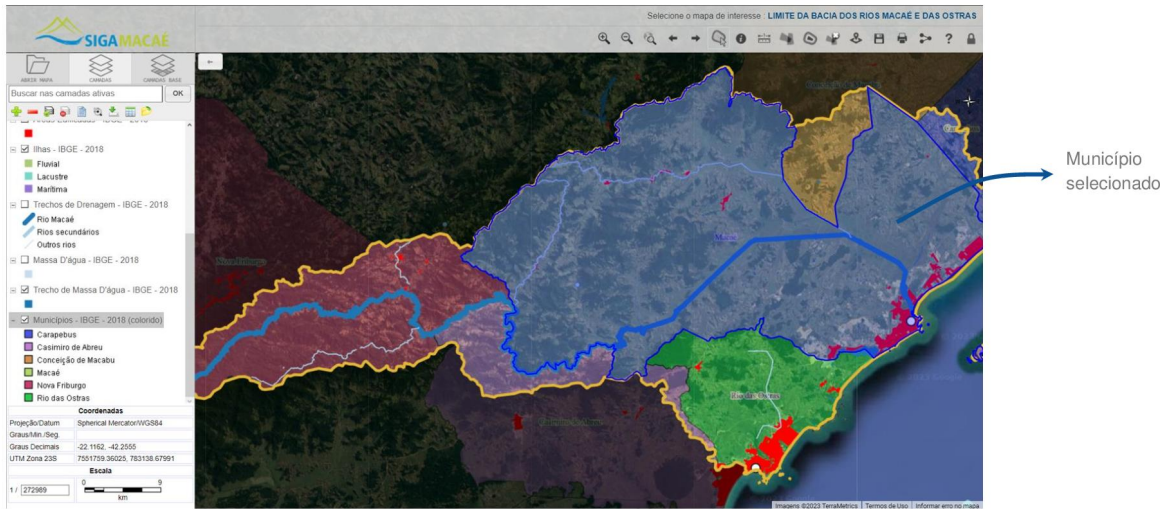 Selecione o mapa de interesse : LIMITE DA BACIA DOS RIOS MACAÉ E DAS OSTRAS
SIGAMACAÉ
ABRIR MAPA
CAMADAS
CAMADAS BASE
Buscar nas camadas ativas
OK
Ilhas - IBGE - 2018
Fluvial
Lacustre
Marítima
Trechos de Drenagem - IBGE - 2018
Rio Macaé
Rios secundários
Outros rios
Massa D'água - IBGE - 2018
Trecho de Massa D'água - IBGE - 2018
Municípios - IBGE - 2018 (colorido)
Carapebus
Casimiro de Abreu
Conceição de Macabu
Macaé
Nova Friburgo
Rio das Ostras
Coordenadas
Projeção/Datum Spherical Mercator/WGS84
Graus/Min./Seg.
Graus Decimais -22.1162, -42.2555
UTM Zona 23S 7551759.36025, 783138.67991
Escala
1 / 272989
0 9
km
Nova Friburgo
Macaé
Rio das Ostras
Imagens ©2023 TerraMetrics Termos de Uso Informar erro no mapa
Município
selecionado